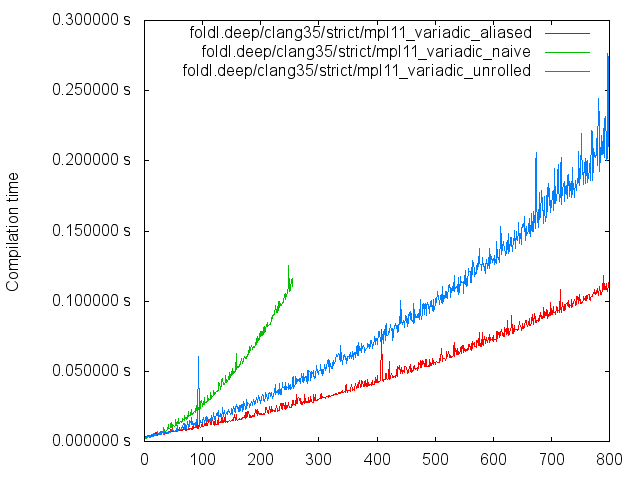 foldl.deep/clang35/strict/mpl11_variadic_aliased
foldl.deep/clang35/strict/mpl11_variadic_naive
foldl.deep/clang35/strict/mpl11_variadic_unrolled
0.300000 s
0.250000 s
0.200000 s
0.150000 s
0.100000 s
0.050000 s
0.000000 s
Compilation time
0 100 200 300 400 500 600 700 800